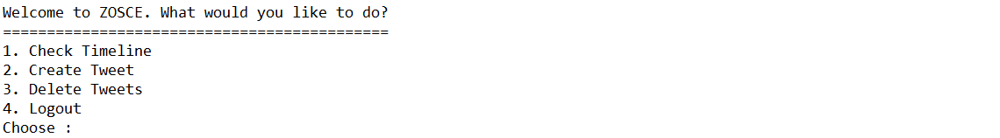 Welcome to ZOSCE. What would you like to do?
============================================
1. Check Timeline
2. Create Tweet
3. Delete Tweets
4. Logout
Choose :